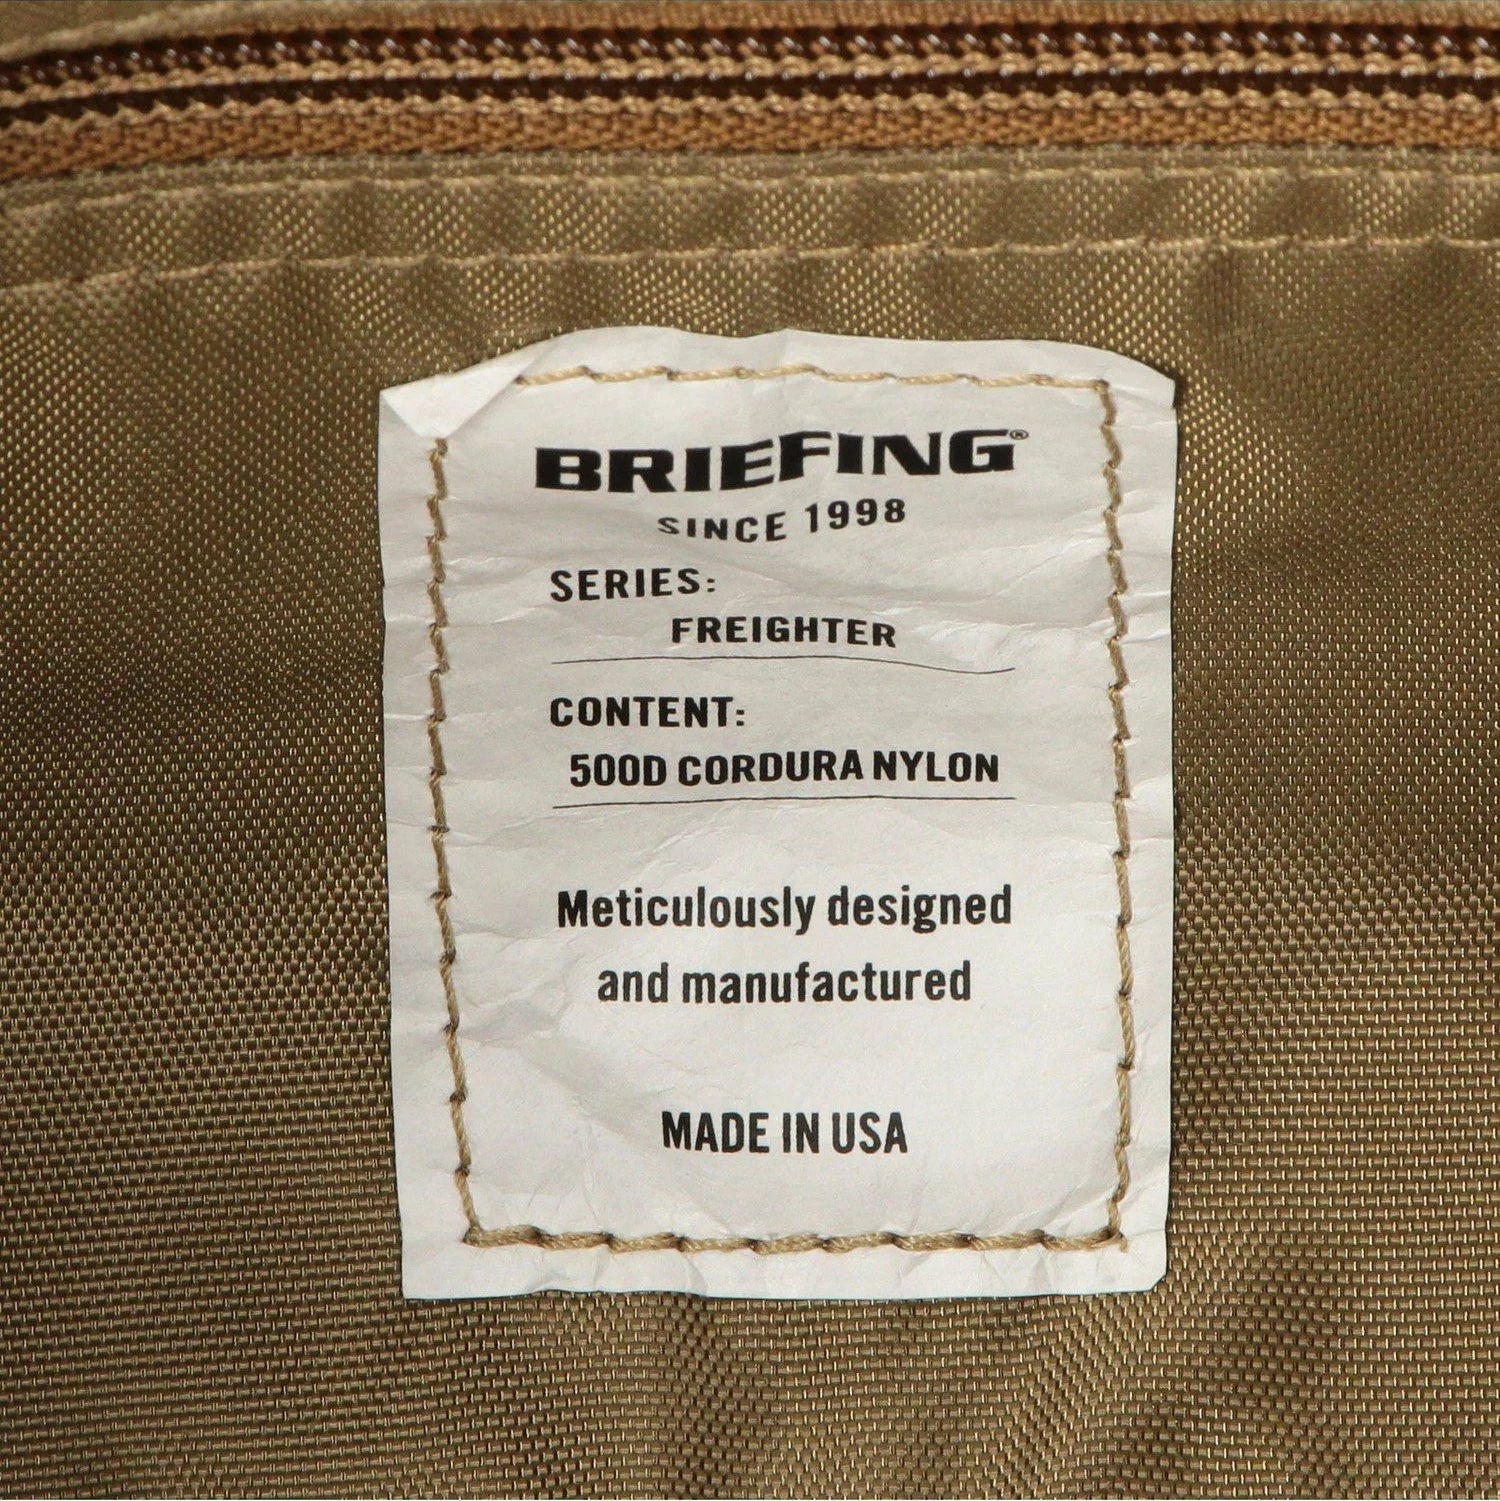 BRIEFING®
SINCE 1998
SERIES:
FREIGHTER
CONTENT:
500D CORDURA NYLON
Meticulously designed
and manufactured
MADE IN USA